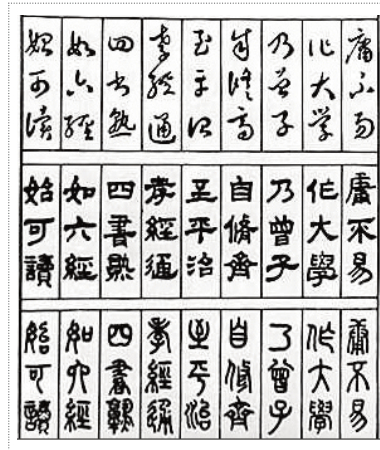 庸不易
作大学
乃曾子
自脩齊
至平治
孝經通
四书熟
如六經
始可讀
庸不易
作大學
乃曾子
自脩齊
至平治
孝經通
四書熟
如六經
始可讀
庸不易
作大學
乃曾子
自脩齊
至平治
孝經通
四書孰
如六經
始可讀